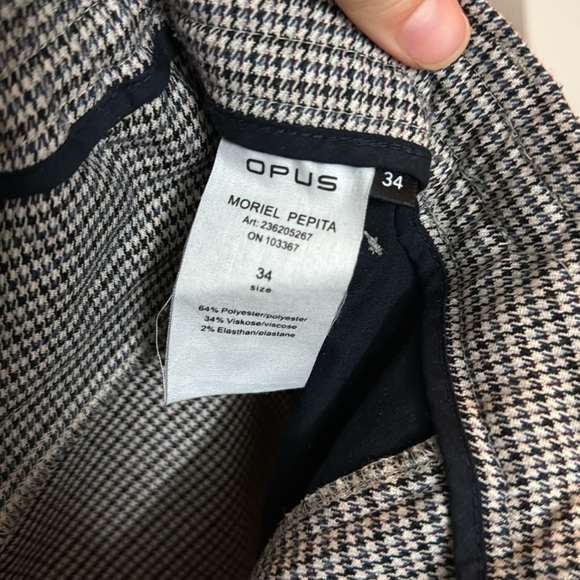 OPUS
34
MORIEL PEPITA
Art: 236205267
ON 103367
34
size
64% Polyester/polyester
34% Viskose/viscose
2% Elasthan/elastane